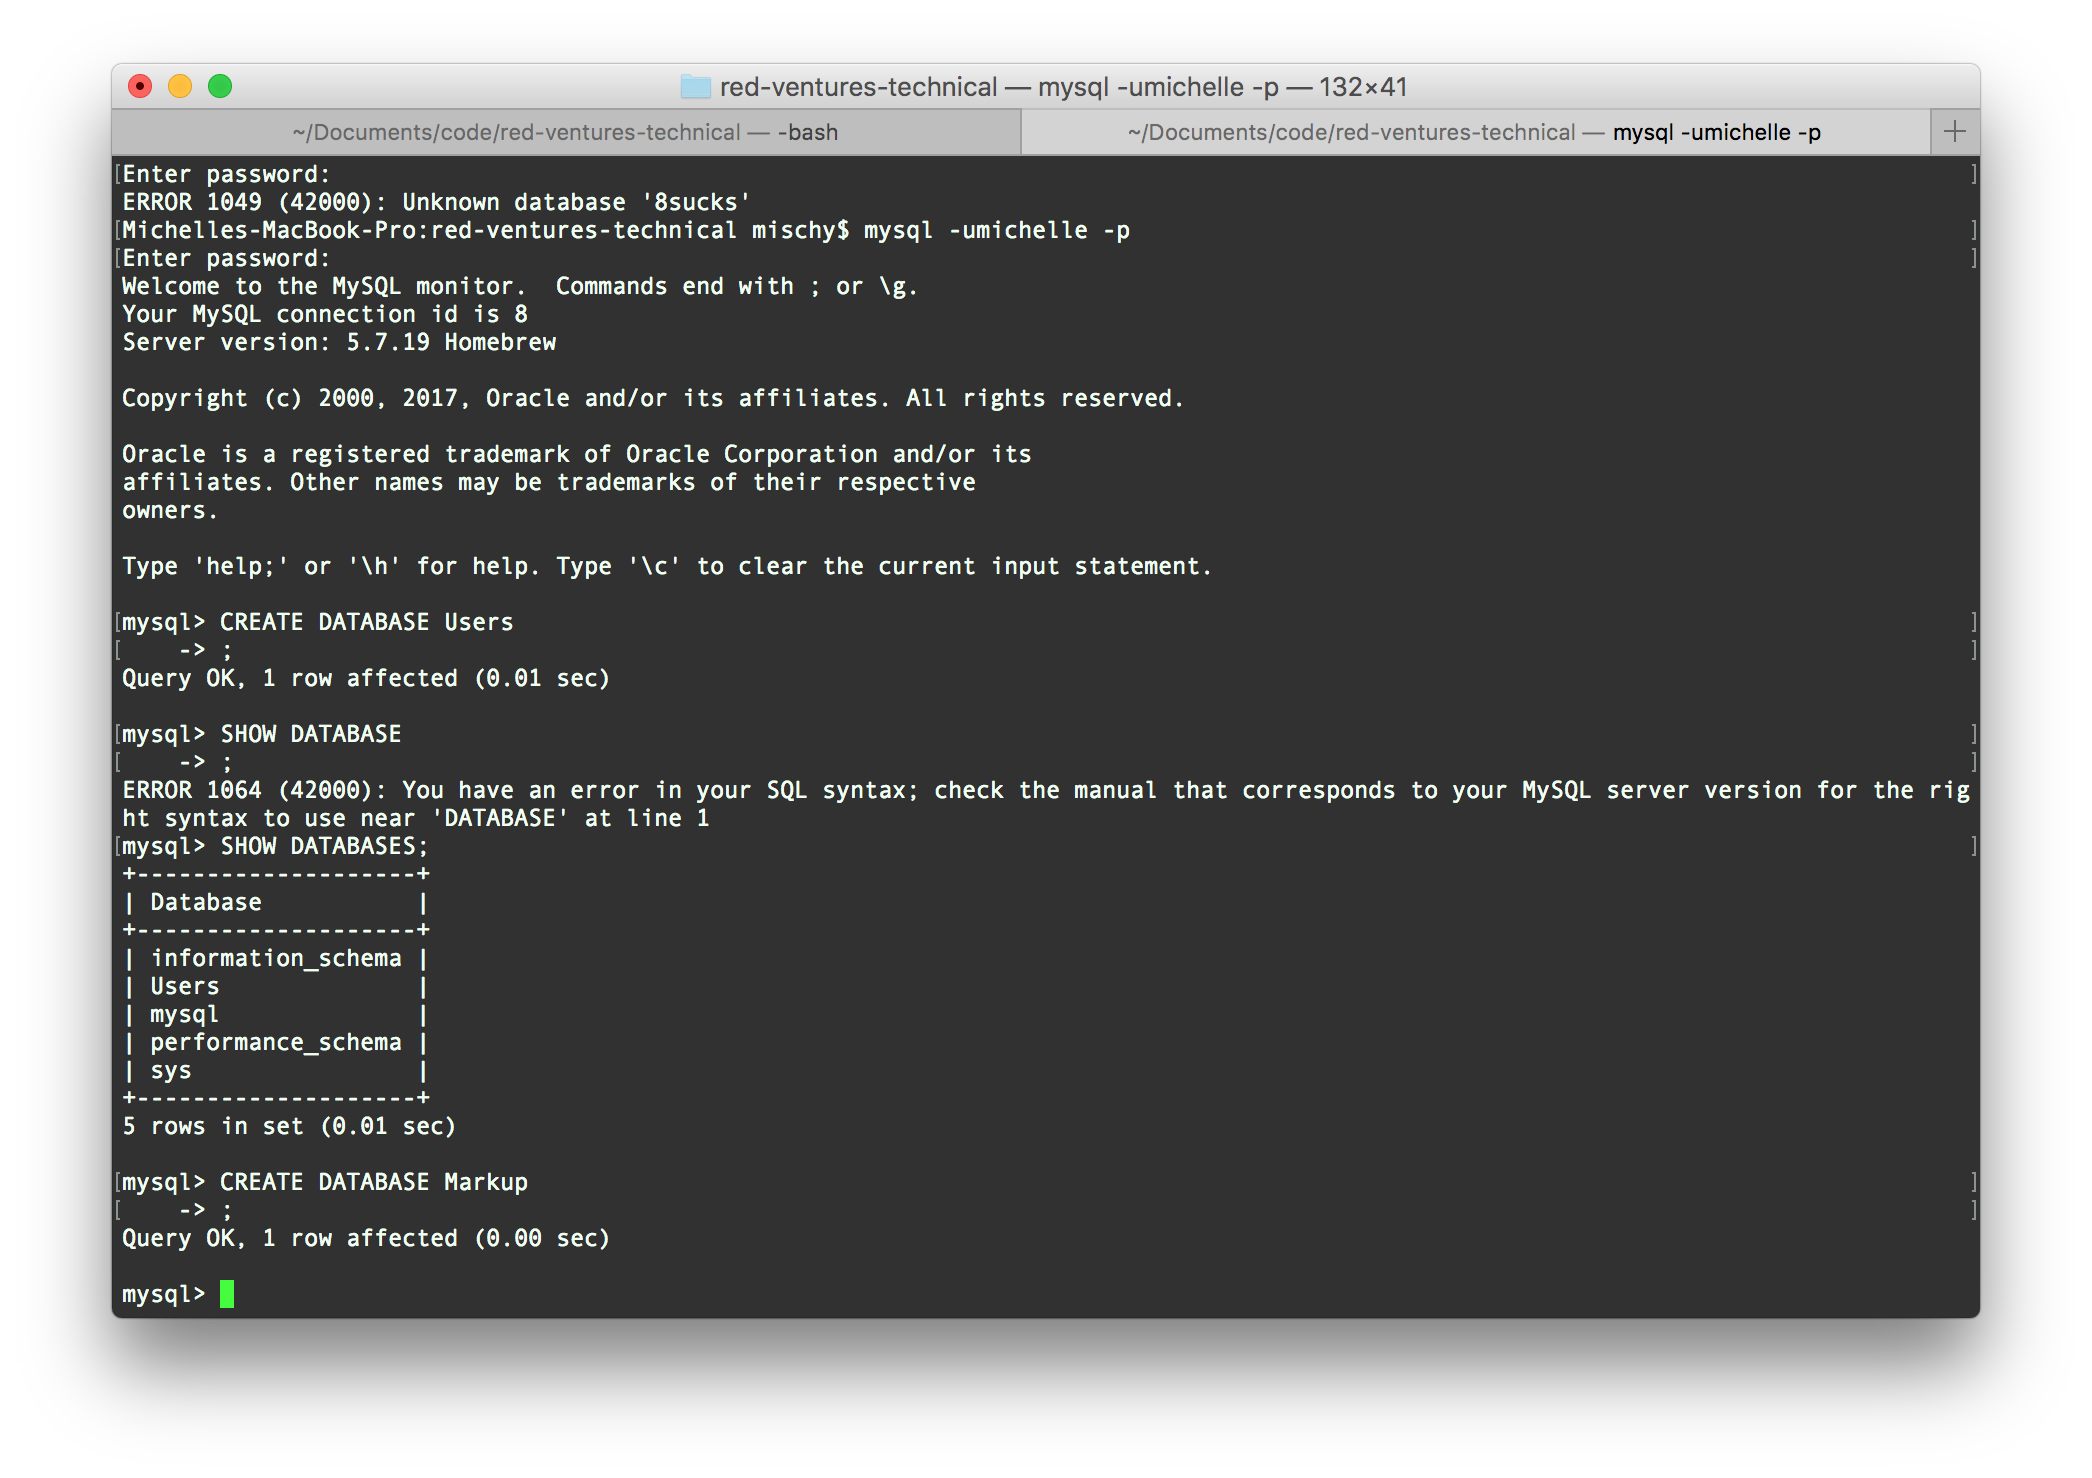 red-ventures-technical — mysql -umichelle -p — 132×41
~/Documents/code/red-ventures-technical — -bash
~/Documents/code/red-ventures-technical — mysql -umichelle -p
+
[Enter password: ]
ERROR 1049 (42000): Unknown database '8sucks'
[Michelles-MacBook-Pro:red-ventures-technical mischy$ mysql -umichelle -p ]
[Enter password: ]
Welcome to the MySQL monitor.  Commands end with ; or \g.
Your MySQL connection id is 8
Server version: 5.7.19 Homebrew
Copyright (c) 2000, 2017, Oracle and/or its affiliates. All rights reserved.
Oracle is a registered trademark of Oracle Corporation and/or its
affiliates. Other names may be trademarks of their respective
owners.
Type 'help;' or '\h' for help. Type '\c' to clear the current input statement.
[mysql> CREATE DATABASE Users ]
[    -> ; ]
Query OK, 1 row affected (0.01 sec)
[mysql> SHOW DATABASE ]
[    -> ; ]
ERROR 1064 (42000): You have an error in your SQL syntax; check the manual that corresponds to your MySQL server version for the rig
ht syntax to use near 'DATABASE' at line 1
[mysql> SHOW DATABASES; ]
+--------------------+
| Database           |
+--------------------+
| information_schema |
| Users              |
| mysql              |
| performance_schema |
| sys                |
+--------------------+
5 rows in set (0.01 sec)
[mysql> CREATE DATABASE Markup ]
[    -> ; ]
Query OK, 1 row affected (0.00 sec)
mysql>